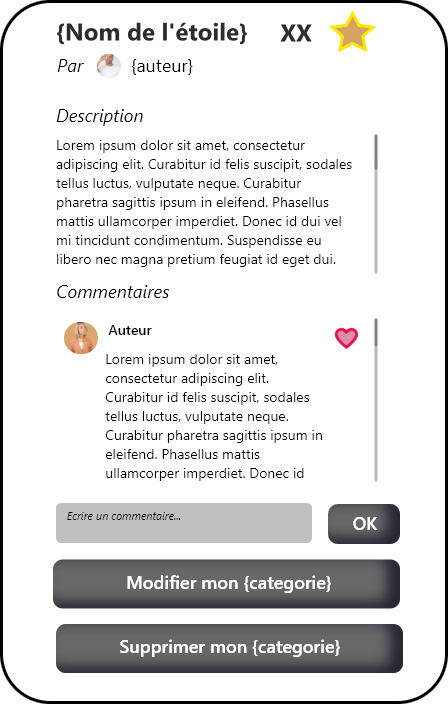 {Nom de l'étoile} XX
Par {auteur}
Description
Lorem ipsum dolor sit amet, consectetur
adipiscing elit. Curabitur id felis suscipit, sodales
tellus luctus, vulputate neque. Curabitur
pharetra sagittis ipsum in eleifend. Phasellus
mattis ullamcorper imperdiet. Donec id dui vel
mi tincidunt condimentum. Suspendisse eu
libero nec magna pretium feugiat id eget dui.
Commentaires
Auteur
Lorem ipsum dolor sit amet,
consectetur adipiscing elit.
Curabitur id felis suscipit, sodales
tellus luctus, vulputate neque.
Curabitur pharetra sagittis ipsum in
eleifend. Phasellus mattis
ullamcorper imperdiet. Donec id
Ecrire un commentaire...
OK
Modifier mon {categorie}
Supprimer mon {categorie}